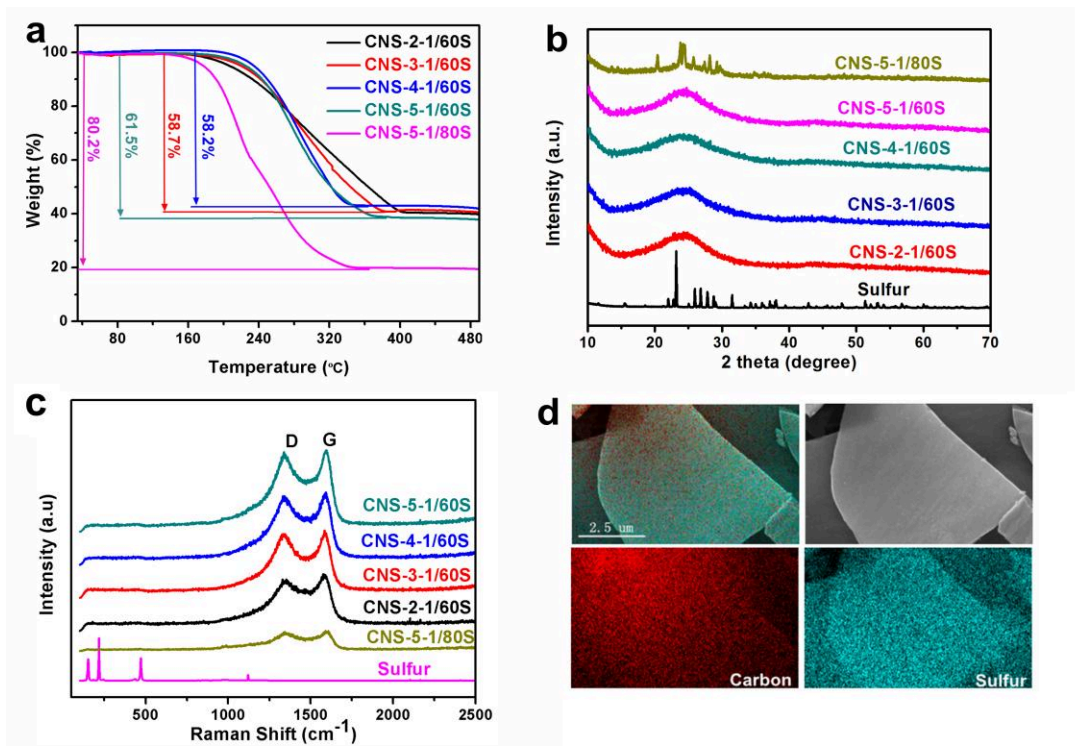 a
CNS-2-1/60S
CNS-3-1/60S
CNS-4-1/60S
CNS-5-1/60S
CNS-5-1/80S
80.2%
61.5%
58.7%
58.2%
100
80
60
40
20
0
Weight (%)
80 160 240 320 400 480
Temperature (°C)
b
CNS-5-1/80S
CNS-5-1/60S
CNS-4-1/60S
CNS-3-1/60S
CNS-2-1/60S
Sulfur
Intensity (a.u.)
10 20 30 40 50 60 70
2 theta (degree)
c
D G
CNS-5-1/60S
CNS-4-1/60S
CNS-3-1/60S
CNS-2-1/60S
CNS-5-1/80S
Sulfur
Intensity (a.u)
500 1000 1500 2000 2500
Raman Shift (cm⁻¹)
d
2.5 um
Carbon
Sulfur